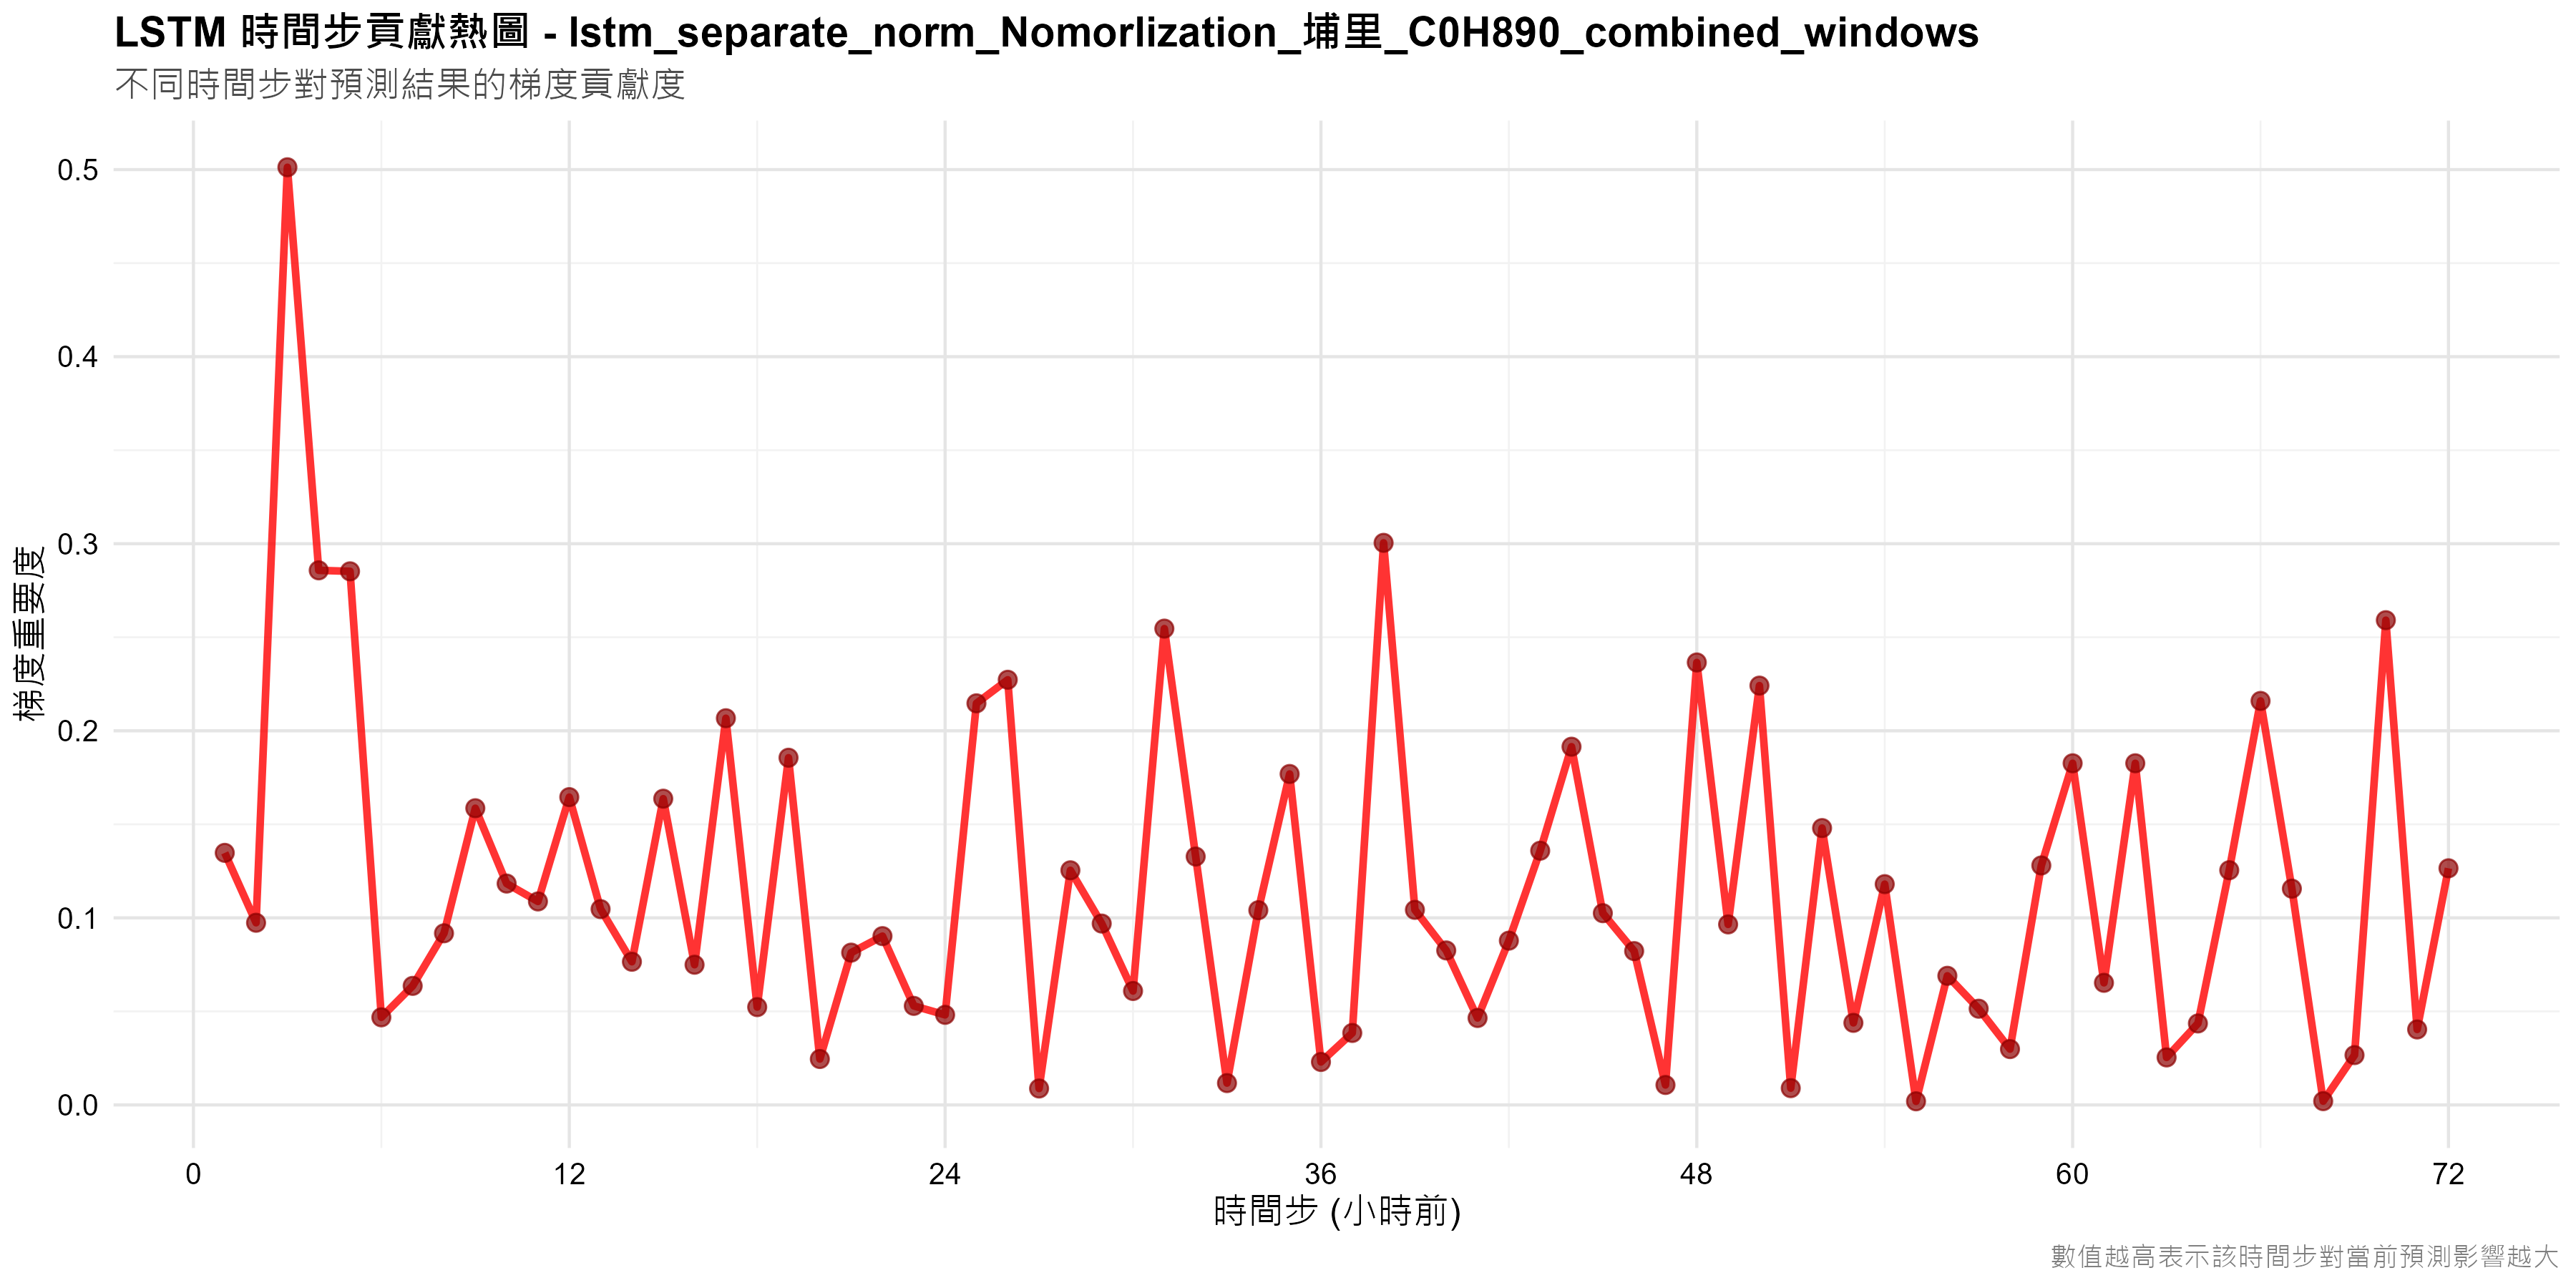 LSTM 時間步貢獻熱圖 - lstm_separate_norm_Nomorlization_埔里_C0H890_combined_windows
不同時間步對預測結果的梯度貢獻度
梯度重要度
0.5
0.4
0.3
0.2
0.1
0.0
0 12 24 36 48 60 72
時間步 (小時前)
數值越高表示該時間步對當前預測影響越大